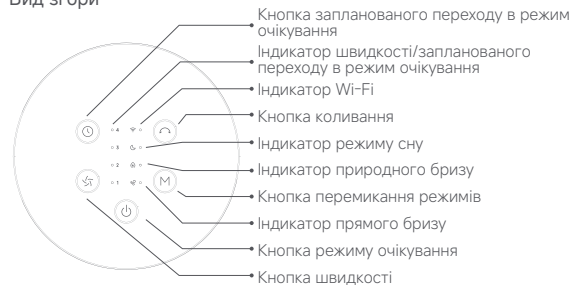 Вид згори
Кнопка запланованого переходу в режим
очікування
Індикатор швидкості/запланованого
переходу в режим очікування
Індикатор Wi-Fi
Кнопка коливання
Індикатор режиму сну
Індикатор природного бризу
Кнопка перемикання режимів
Індикатор прямого бризу
Кнопка режиму очікування
Кнопка швидкості
4
3
2
1
M